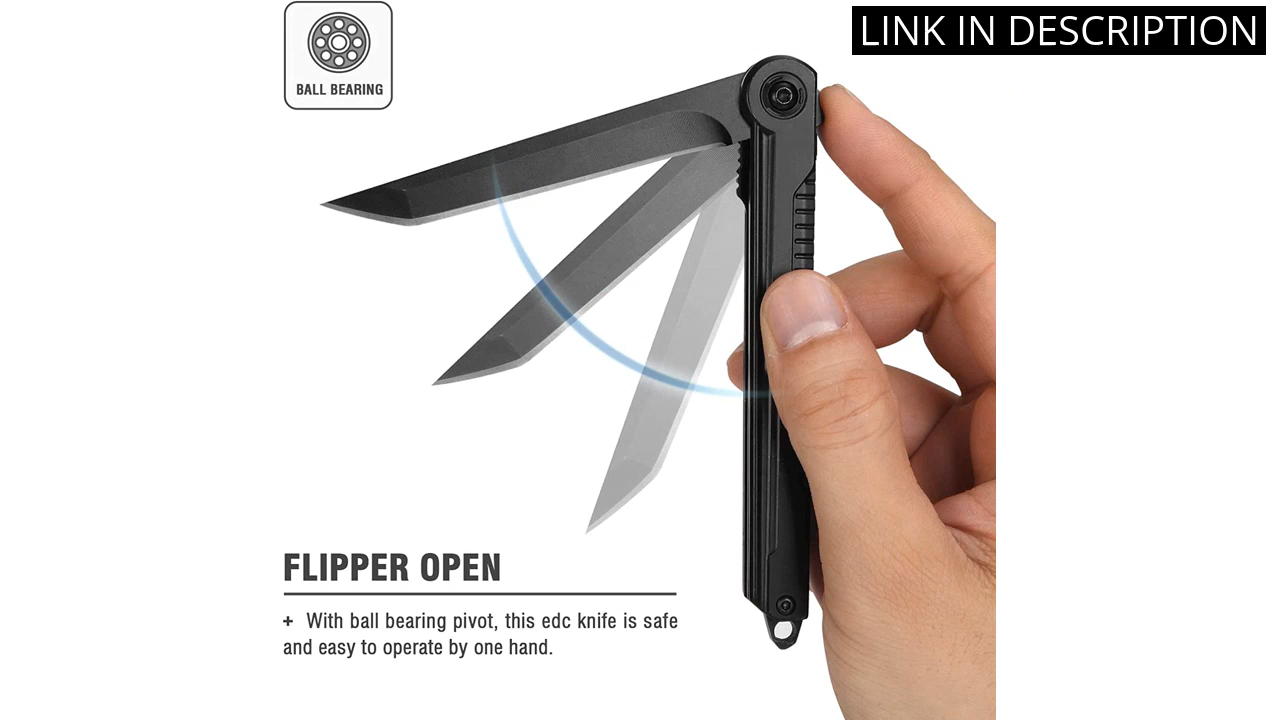 LINK IN DESCRIPTION
BALL BEARING
FLIPPER OPEN
+ With ball bearing pivot, this edc knife is safe
and easy to operate by one hand.